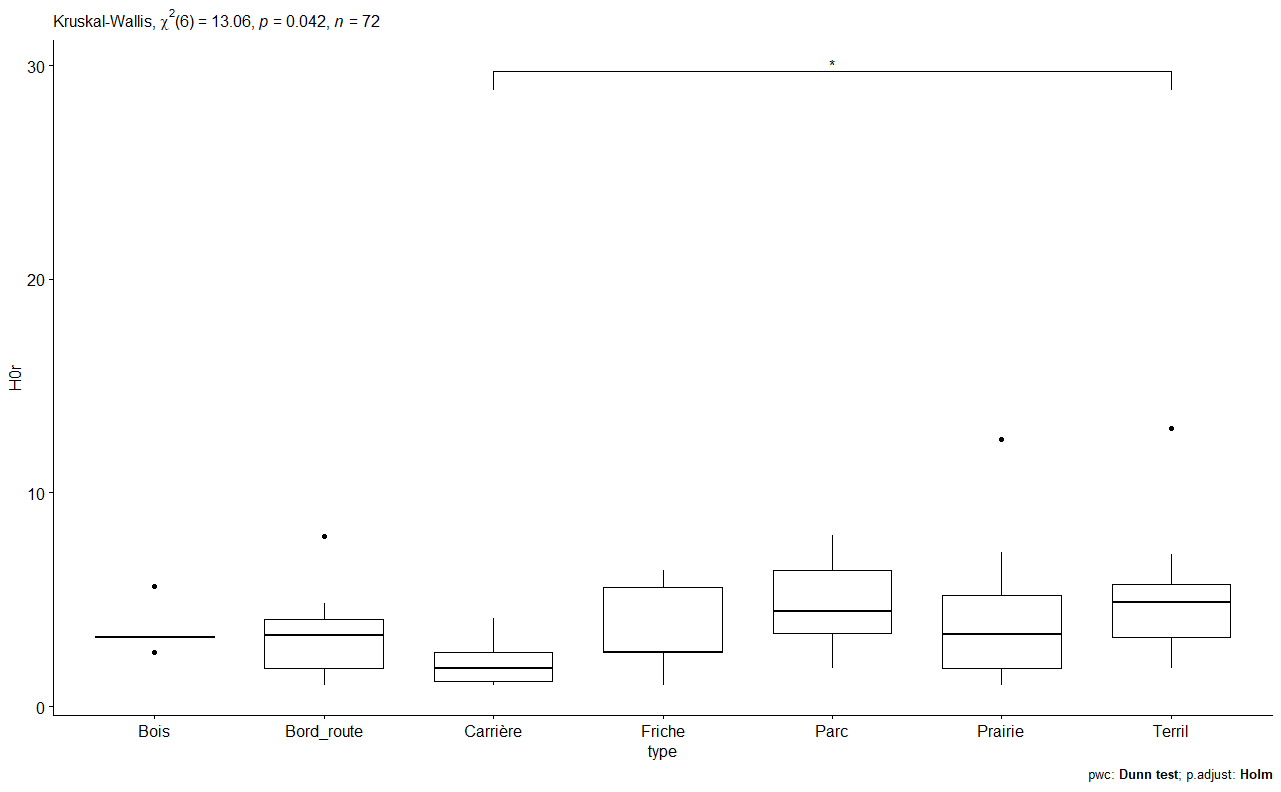 Kruskal-Wallis, χ2(6) = 13.06, p = 0.042, n = 72
*
30
20
10
0
H0r
Bois Bord_route Carrière Friche Parc Prairie Terril
type
pwc: Dunn test; p.adjust: Holm